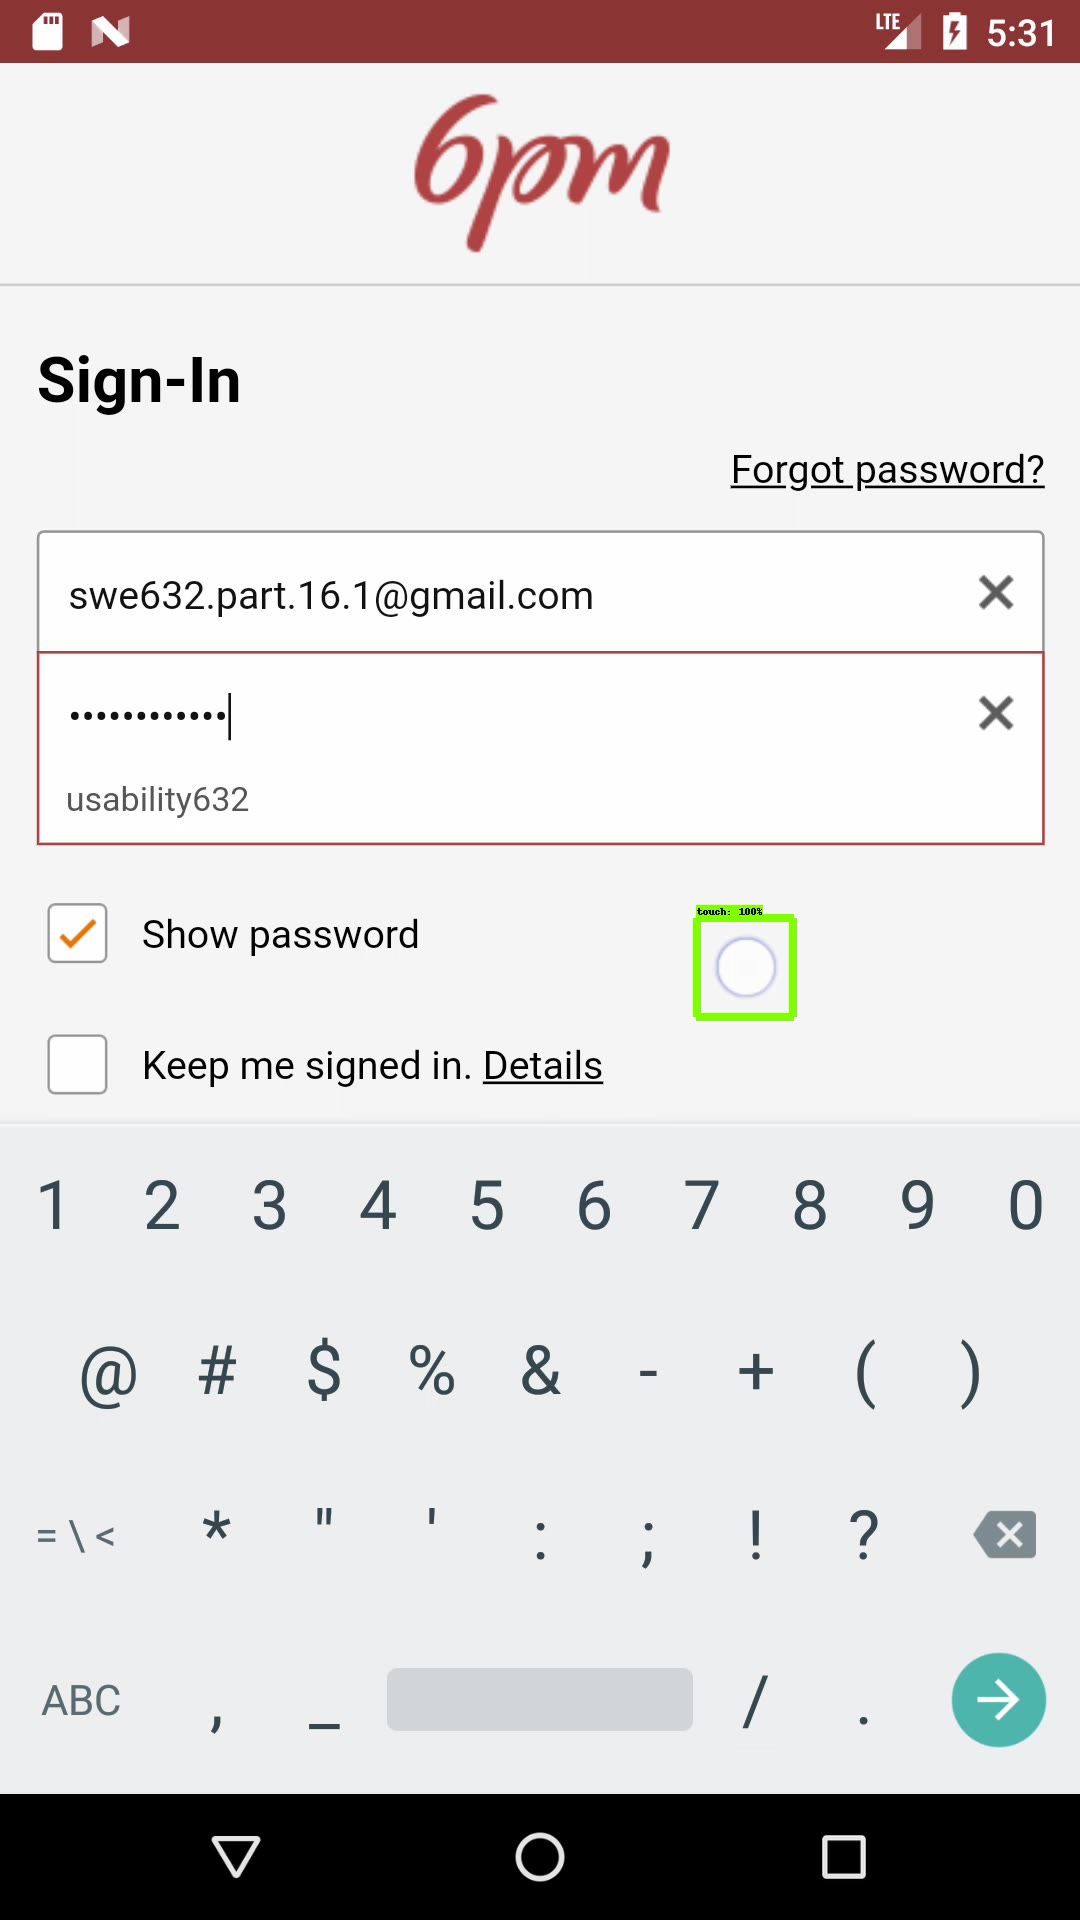 LTE 5:31
6pm
Sign-In
Forgot password?
swe632.part.16.1@gmail.com
••••••••••••
usability632
Show password
touch: 100%
Keep me signed in. Details
1 2 3 4 5 6 7 8 9 0
@ # $ % & - + ( )
= \ < * " ' : ; ! ?
ABC , _ / .